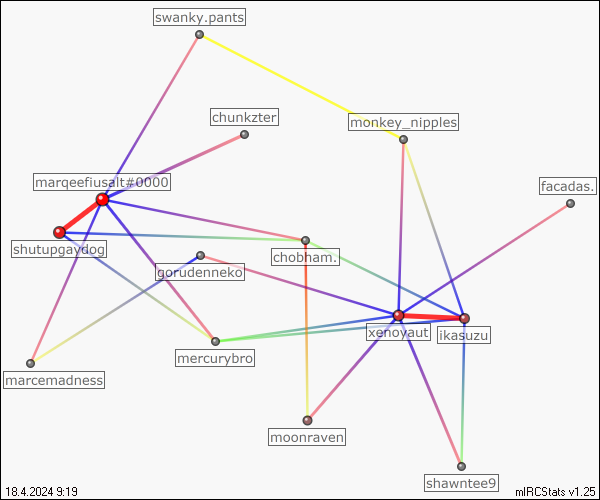 swanky.pants
chunkzter
monkey_nipples
marqeefiusalt#0000
facadas.
shutupgaydog
chobham.
gorudenneko
xenoyaut
ikasuzu
mercurybro
marcemadness
moonraven
shawntee9
18.4.2024 9:19
mIRCStats v1.25